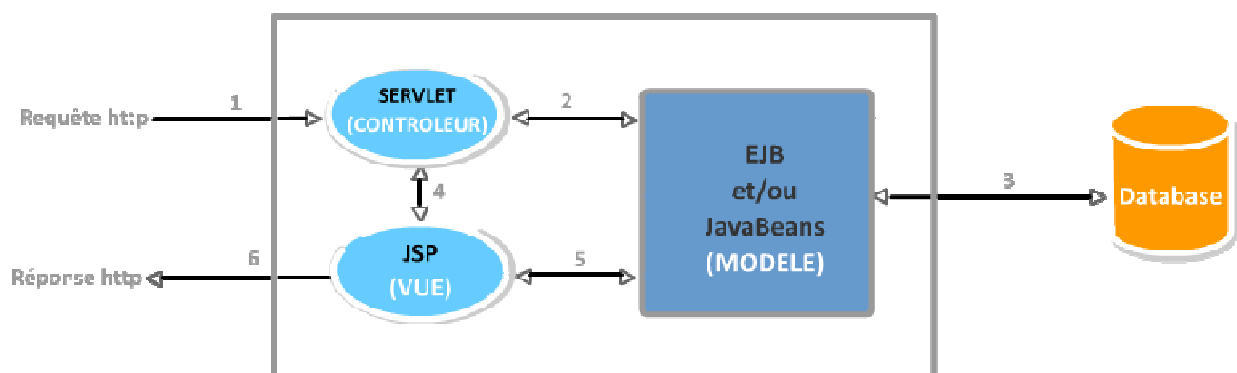 1
SERVLET
2
Requête http
(CONTROLEUR)
EJB
et/ou
JavaBeans
(MODELE)
3
Database
4
JSP
(VUE)
5
6
Réponse http